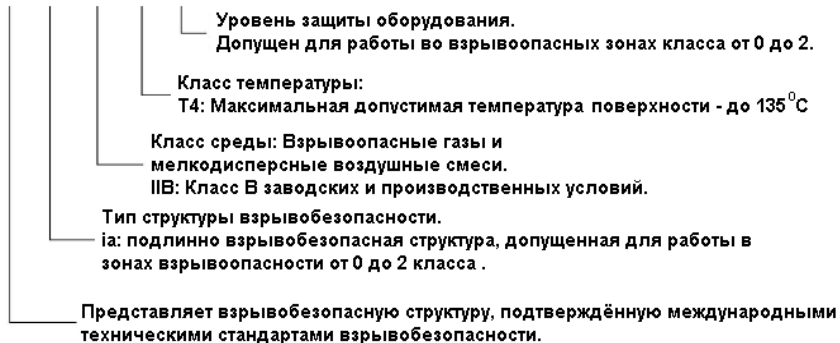 Уровень защиты оборудования.
Допущен для работы во взрывоопасных зонах класса от 0 до 2.
Класс температуры:
T4: Максимальная допустимая температура поверхности - до 135 °C
Класс среды: Взрывоопасные газы и
мелкодисперсные воздушные смеси.
IIB: Класс B заводских и производственных условий.
Тип структуры взрывобезопасности.
ia: подлинно взрывобезопасная структура, допущенная для работы в
зонах взрывоопасности от 0 до 2 класса .
Представляет взрывобезопасную структуру, подтверждённую международными
техническими стандартами взрывобезопасности.